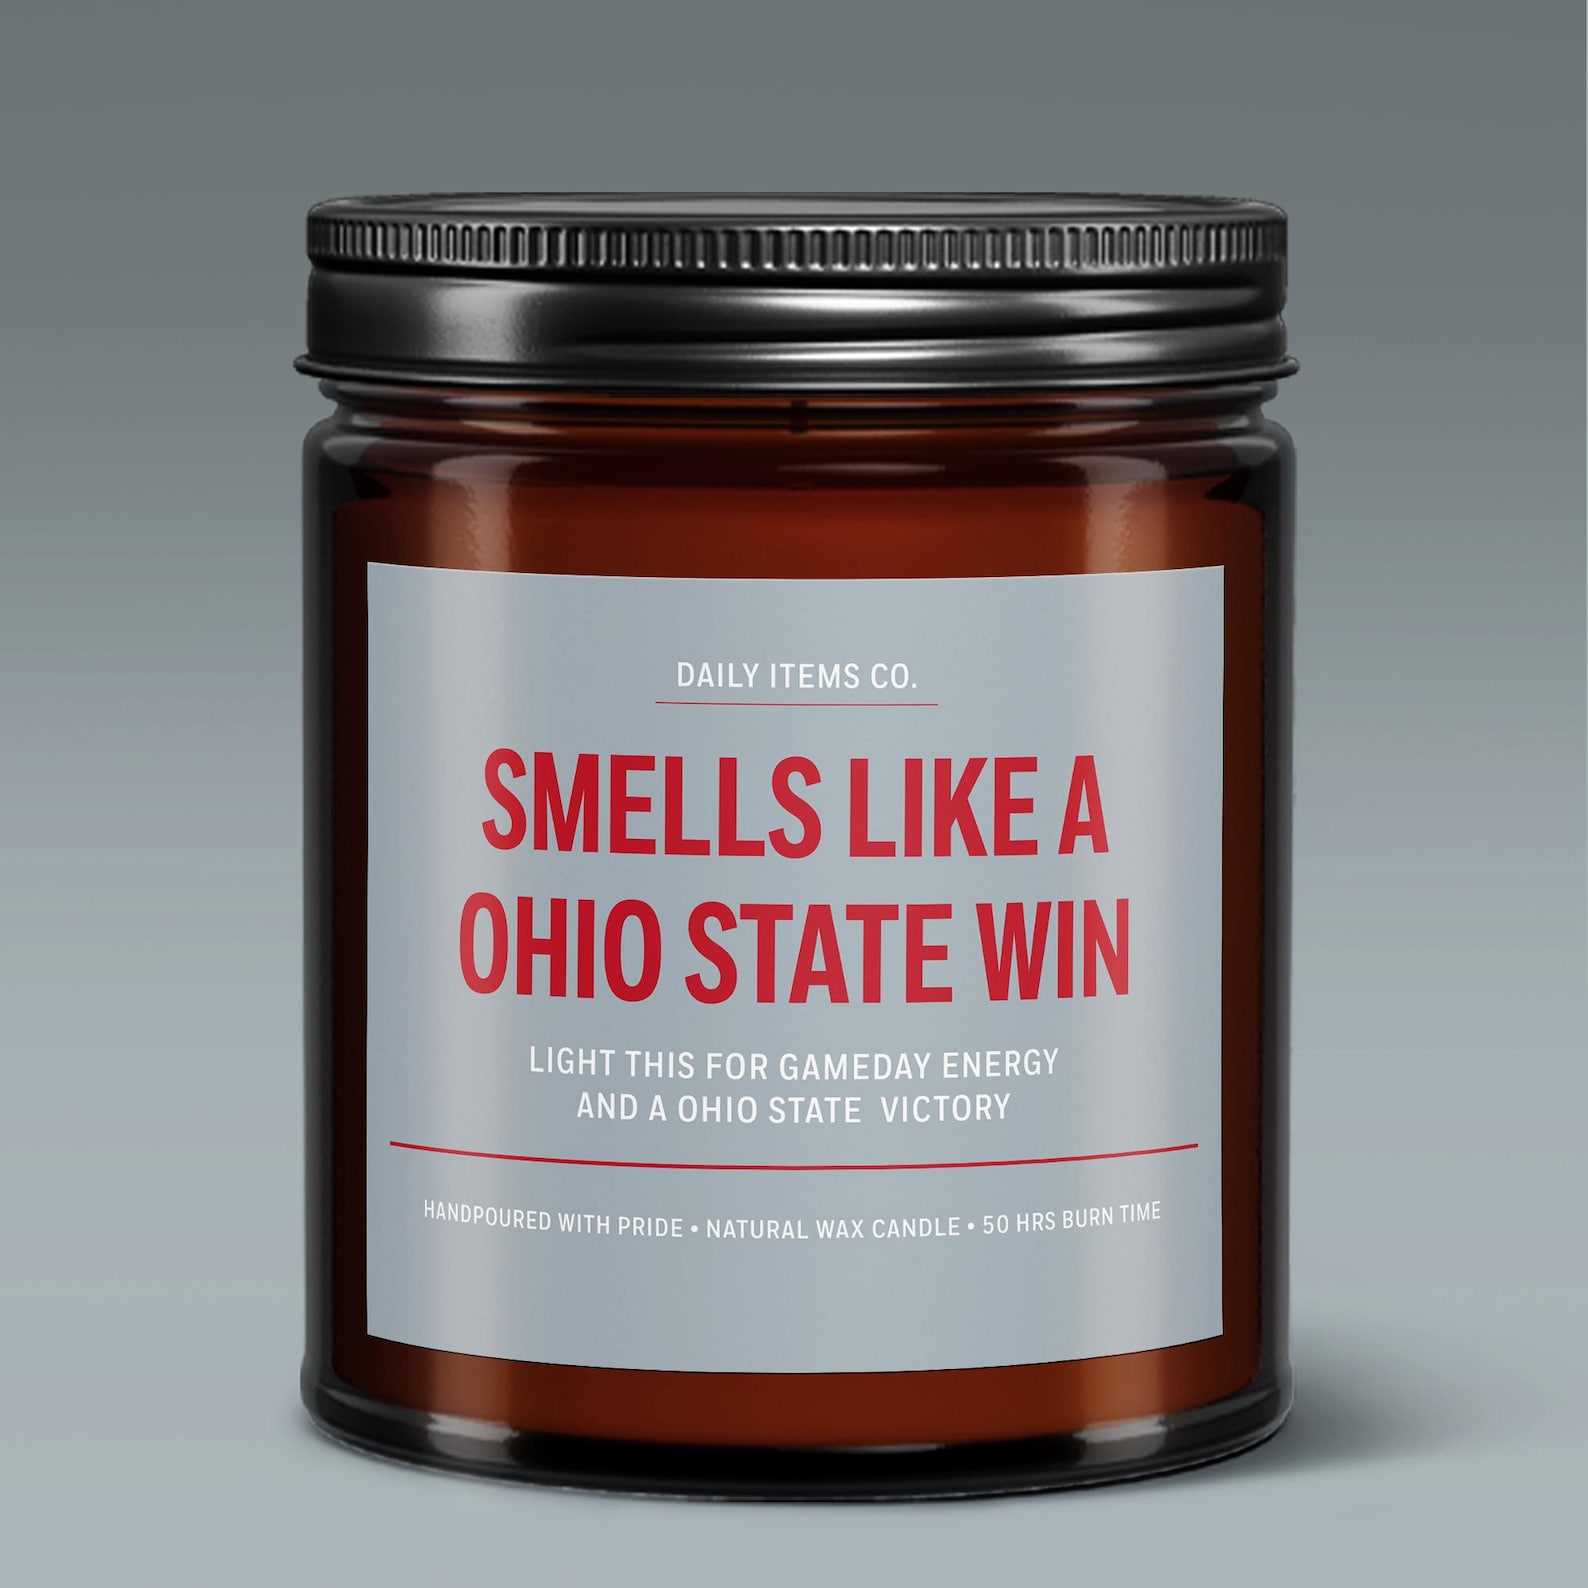 DAILY ITEMS CO.
SMELLS LIKE A
OHIO STATE WIN
LIGHT THIS FOR GAMEDAY ENERGY
AND A OHIO STATE VICTORY
HANDPOURED WITH PRIDE • NATURAL WAX CANDLE • 50 HRS BURN TIME